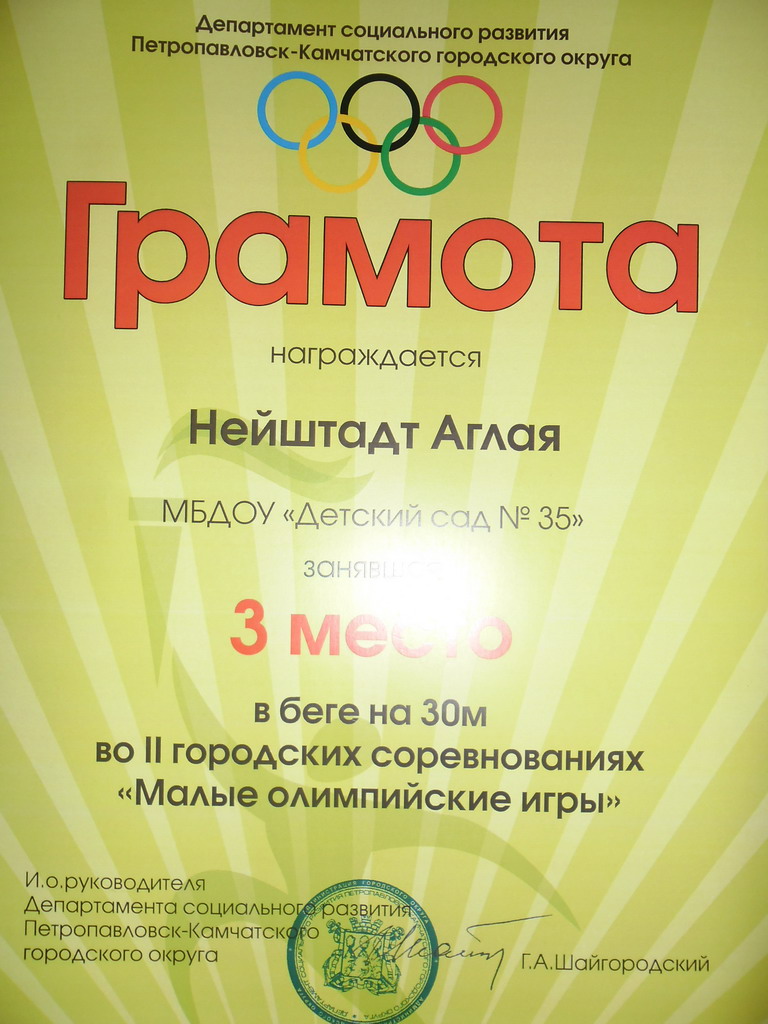 Департамент социального развития
Петропавловск-Камчатского городского округа
Грамота
награждается
Нейштадт Аглая
МБДОУ «Детский сад № 35»
занявшая
3 место
в беге на 30м
во II городских соревнованиях
«Малые олимпийские игры»
И.о.руководителя
Департамента социального развития
Петропавловск-Камчатского
городского округа
Г.А.Шайгородский